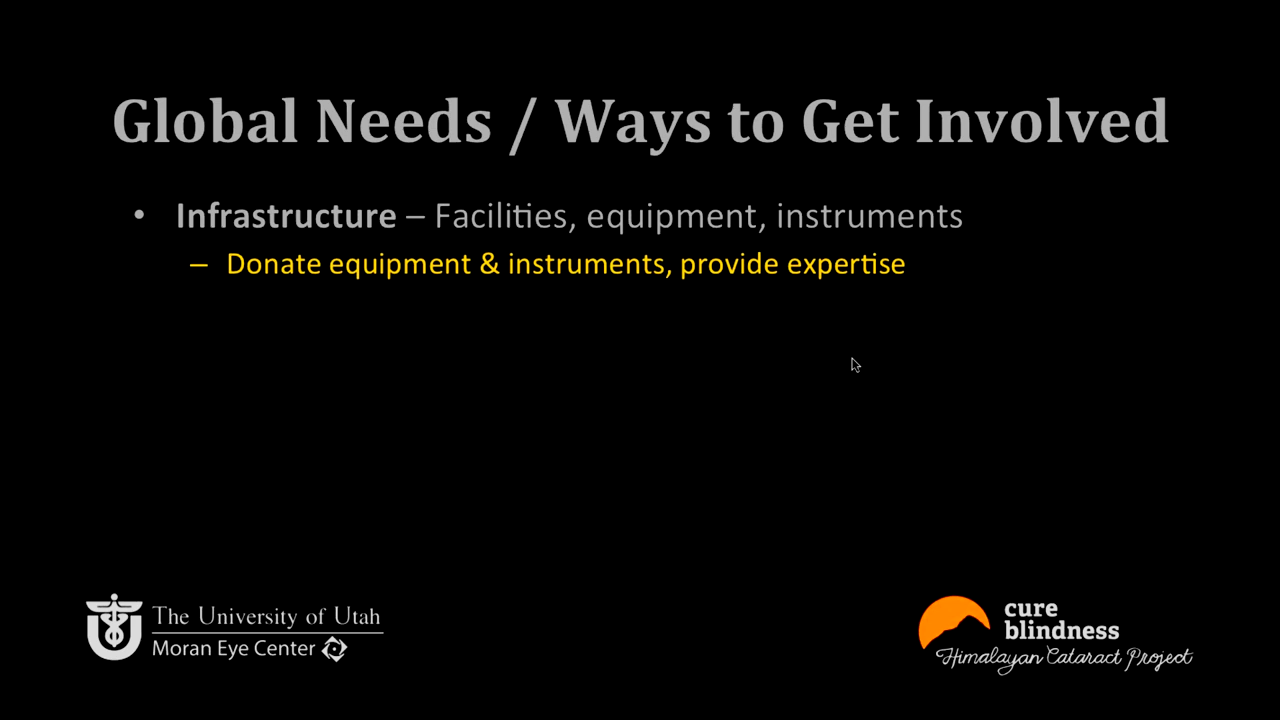 Global Needs / Ways to Get Involved
• Infrastructure – Facilities, equipment, instruments
– Donate equipment & instruments, provide expertise
The University of Utah
Moran Eye Center
cure
blindness
Himalayan Cataract Project